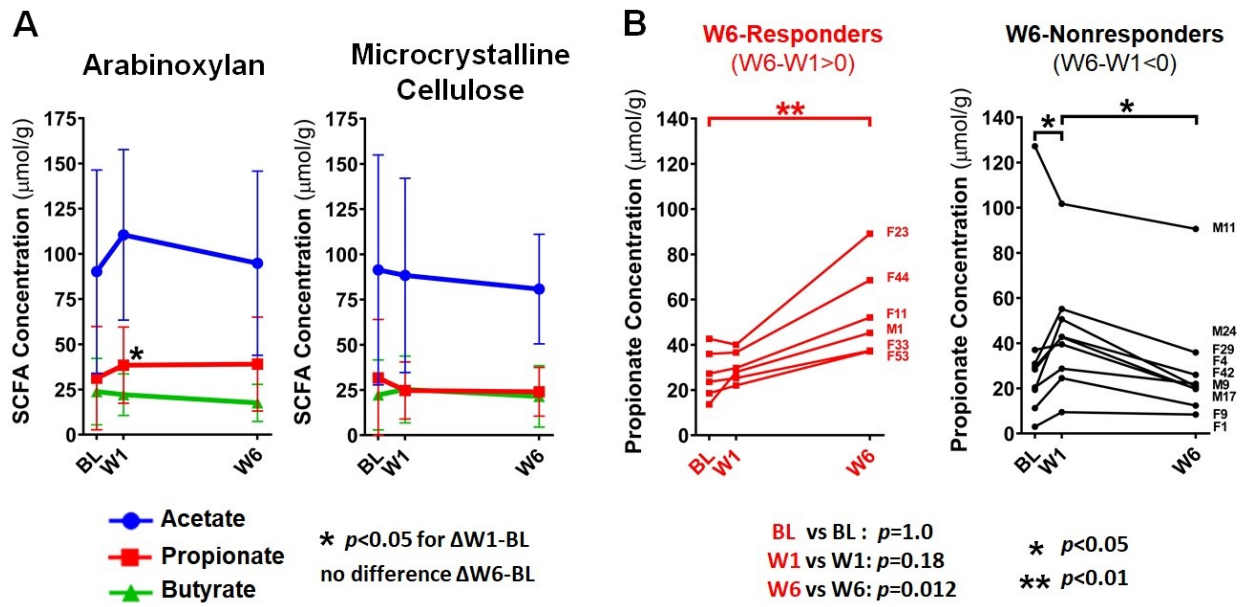 A
Arabinoxylan
Microcrystalline
Cellulose
SCFA Concentration (μmol/g)
175
150
125
100
75
50
25
0
*
BL
W1
W6
SCFA Concentration (μmol/g)
175
150
125
100
75
50
25
0
BL
W1
W6
Acetate
Propionate
Butyrate
* p<0.05 for ΔW1-BL
no difference ΔW6-BL
B
W6-Responders
(W6-W1>0)
Propionate Concentration (μmol/g)
140
120
100
80
60
40
20
0
**
F23
F44
F11
M1
F33
F53
BL
W1
W6
W6-Nonresponders
(W6-W1<0)
Propionate Concentration (μmol/g)
140
120
100
80
60
40
20
0
*
*
M11
M24
F29
F4
F42
M9
M17
F9
F1
BL
W1
W6
BL vs BL : p=1.0
W1 vs W1: p=0.18
W6 vs W6: p=0.012
* p<0.05
** p<0.01